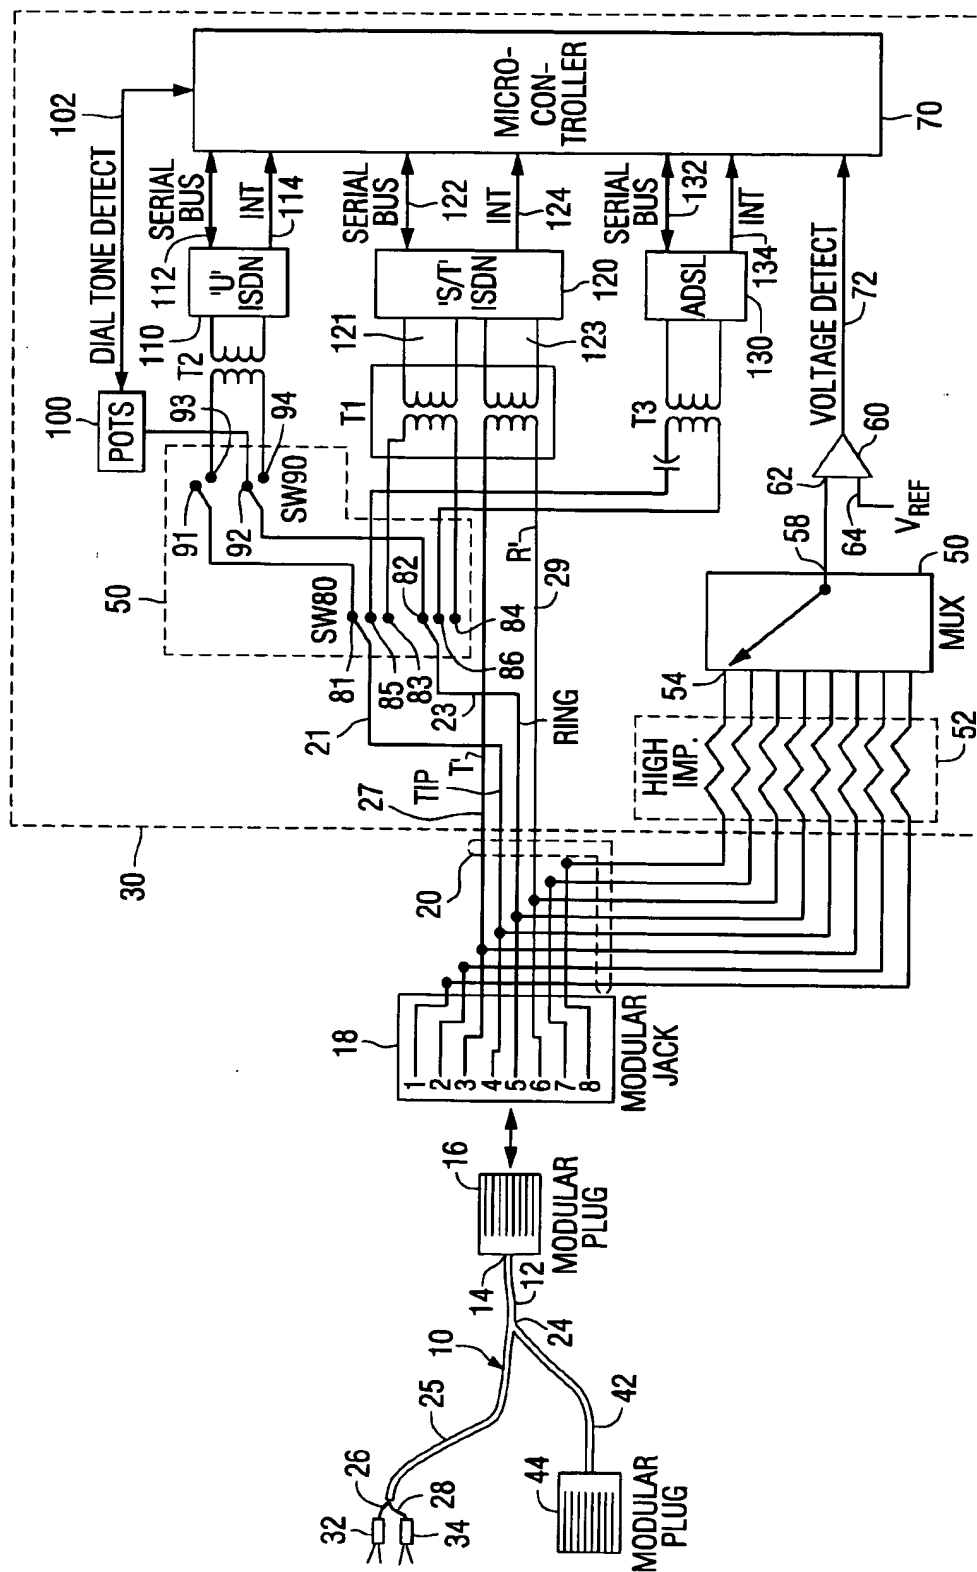 30
102
DIAL TONE DETECT
100
POTS
93
94
91
92
SW90
50
T2
110
112
SERIAL
BUS
'U'
ISDN
INT
114
MICRO-
CON-
TROLLER
70
SERIAL
BUS
122
INT
124
'S/T'
ISDN
120
121
123
T1
SERIAL
BUS
132
INT
134
ADSL
130
T3
SW80
81
85
83
82
84
86
21
23
TIP
T'
27
RING
R'
29
20
VOLTAGE DETECT
72
60
62
64
VREF
58
50
MUX
54
HIGH
IMP.
52
18
1
2
3
4
5
6
7
8
MODULAR
JACK
16
MODULAR
PLUG
14
12
10
24
25
26
28
32
34
42
44
MODULAR
PLUG